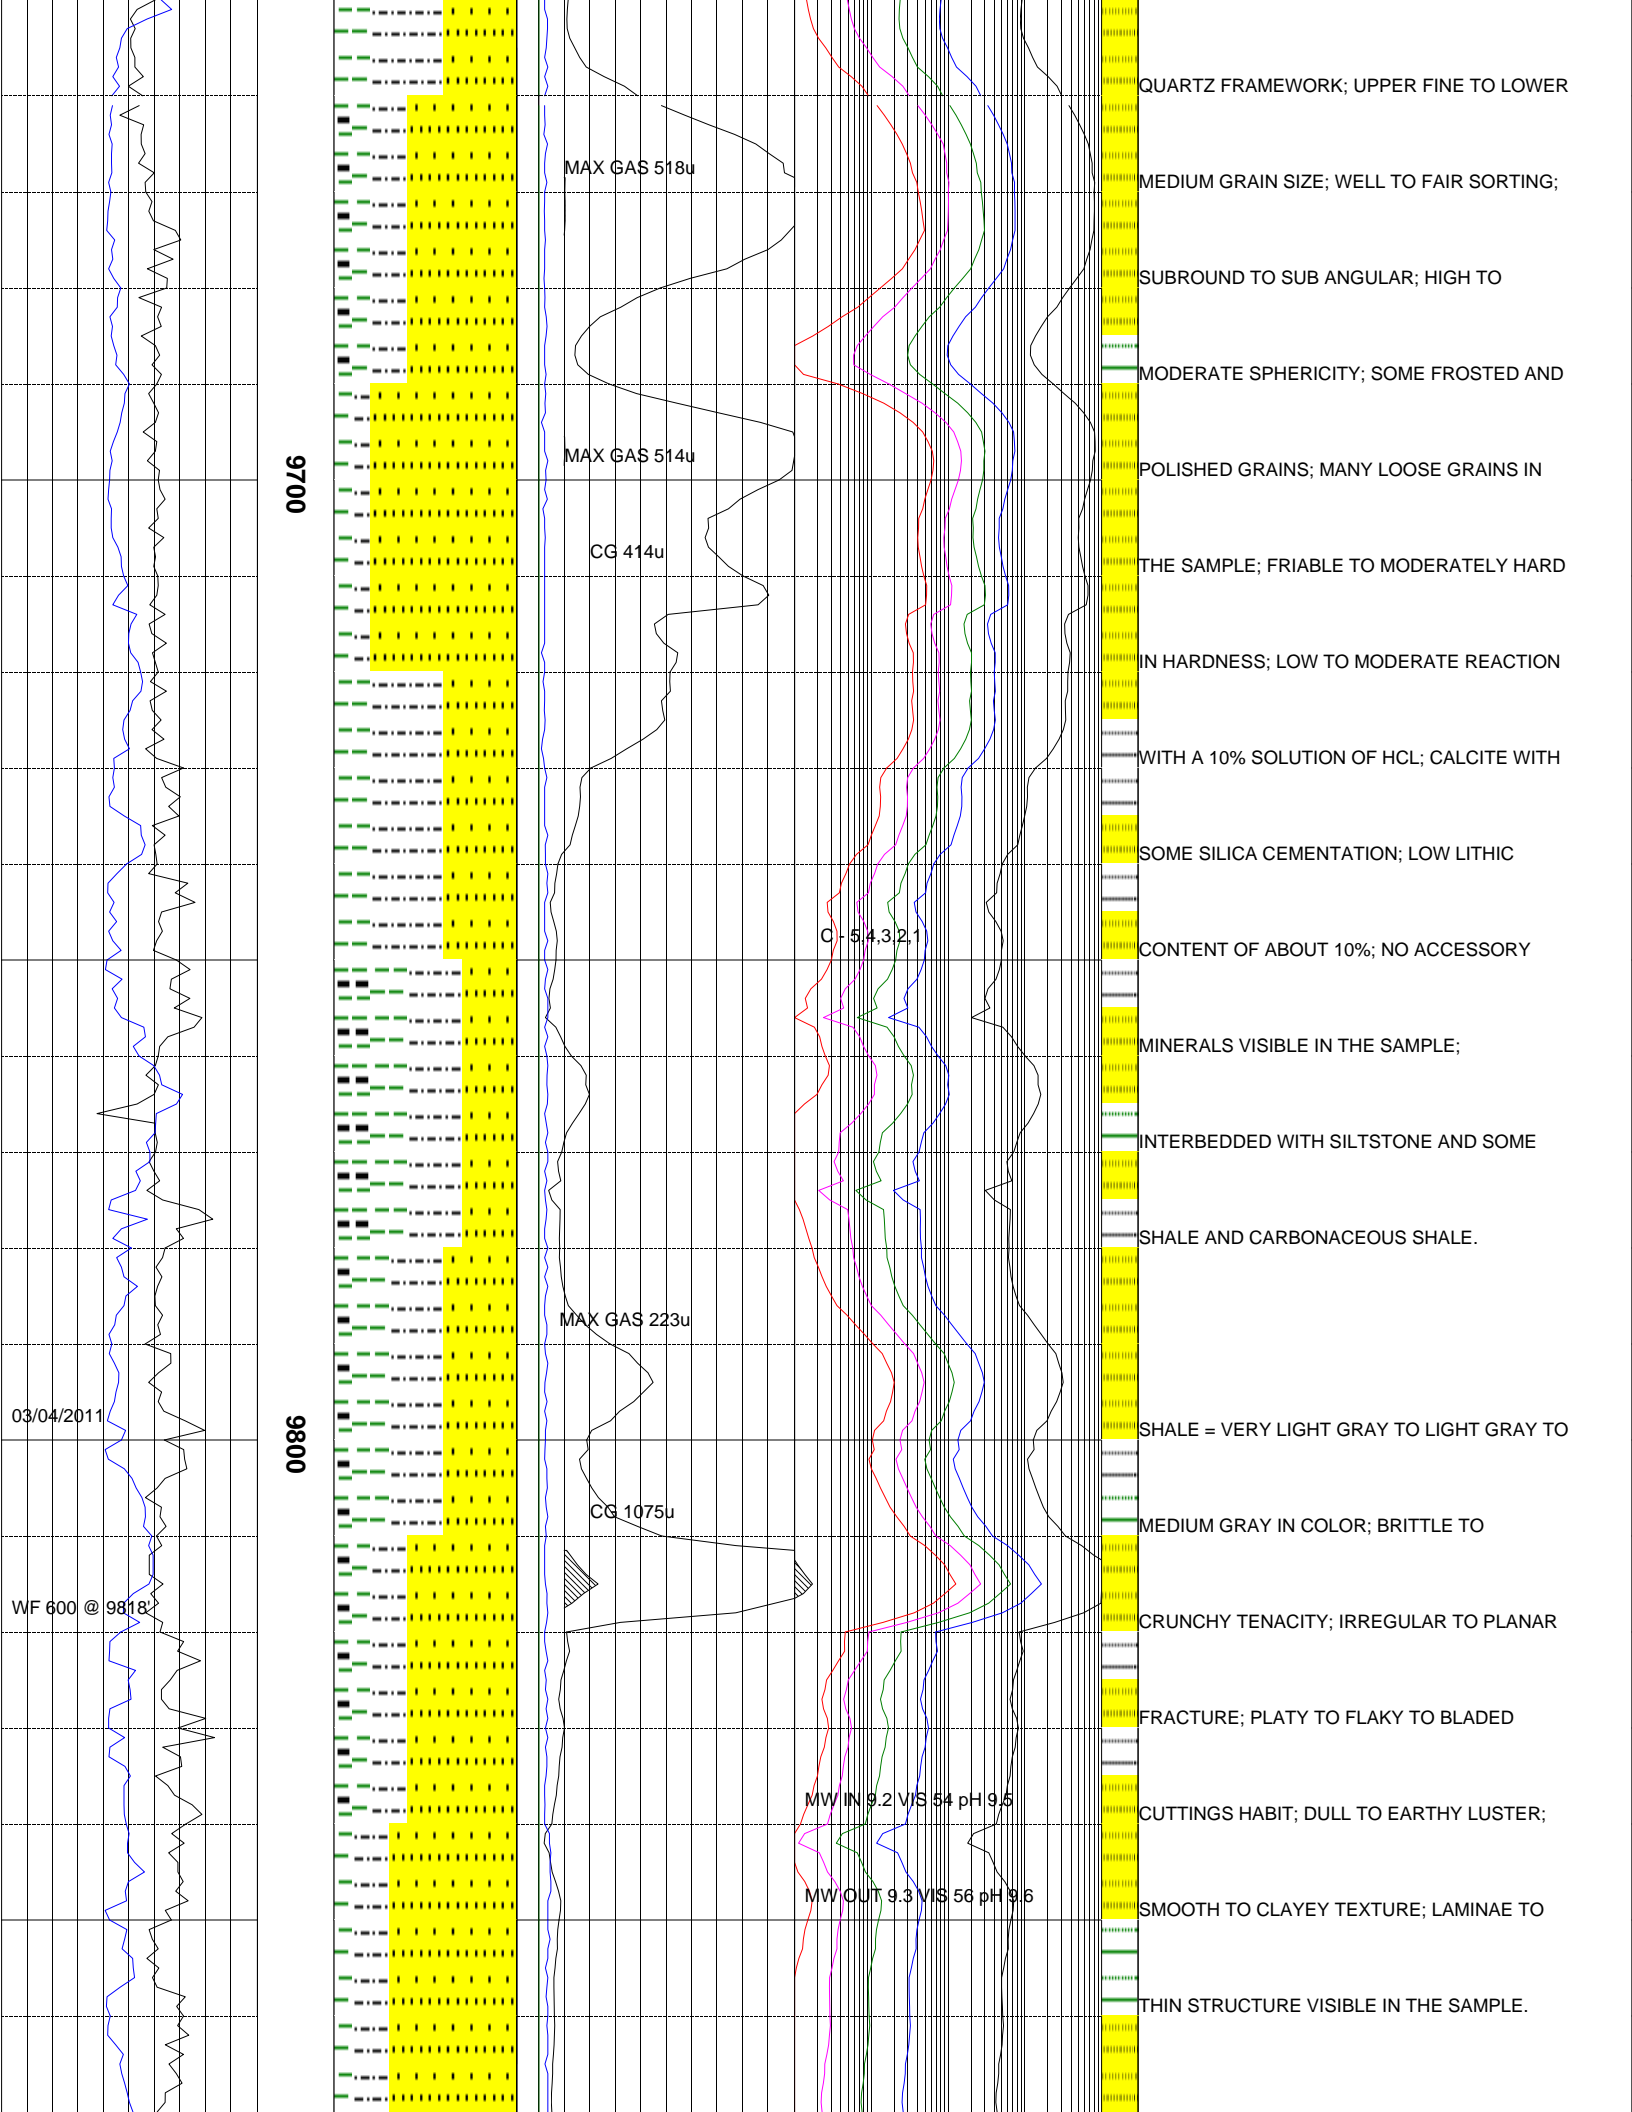 QUARTZ FRAMEWORK; UPPER FINE TO LOWER
MAX GAS 518u
MEDIUM GRAIN SIZE; WELL TO FAIR SORTING;
SUBROUND TO SUB ANGULAR; HIGH TO
MODERATE SPHERICITY; SOME FROSTED AND
MAX GAS 514u
POLISHED GRAINS; MANY LOOSE GRAINS IN
9700
CG 414u
THE SAMPLE; FRIABLE TO MODERATELY HARD
IN HARDNESS; LOW TO MODERATE REACTION
WITH A 10% SOLUTION OF HCL; CALCITE WITH
SOME SILICA CEMENTATION; LOW LITHIC
C - 5,4,3,2,1
CONTENT OF ABOUT 10%; NO ACCESSORY
MINERALS VISIBLE IN THE SAMPLE;
INTERBEDDED WITH SILTSTONE AND SOME
SHALE AND CARBONACEOUS SHALE.
MAX GAS 223u
03/04/2011
SHALE = VERY LIGHT GRAY TO LIGHT GRAY TO
9800
CG 1075u
MEDIUM GRAY IN COLOR; BRITTLE TO
WF 600 @ 9818'
CRUNCHY TENACITY; IRREGULAR TO PLANAR
FRACTURE; PLATY TO FLAKY TO BLADED
MW IN 9.2 VIS 54 pH 9.5
CUTTINGS HABIT; DULL TO EARTHY LUSTER;
MW OUT 9.3 VIS 56 pH 9.6
SMOOTH TO CLAYEY TEXTURE; LAMINAE TO
THIN STRUCTURE VISIBLE IN THE SAMPLE.